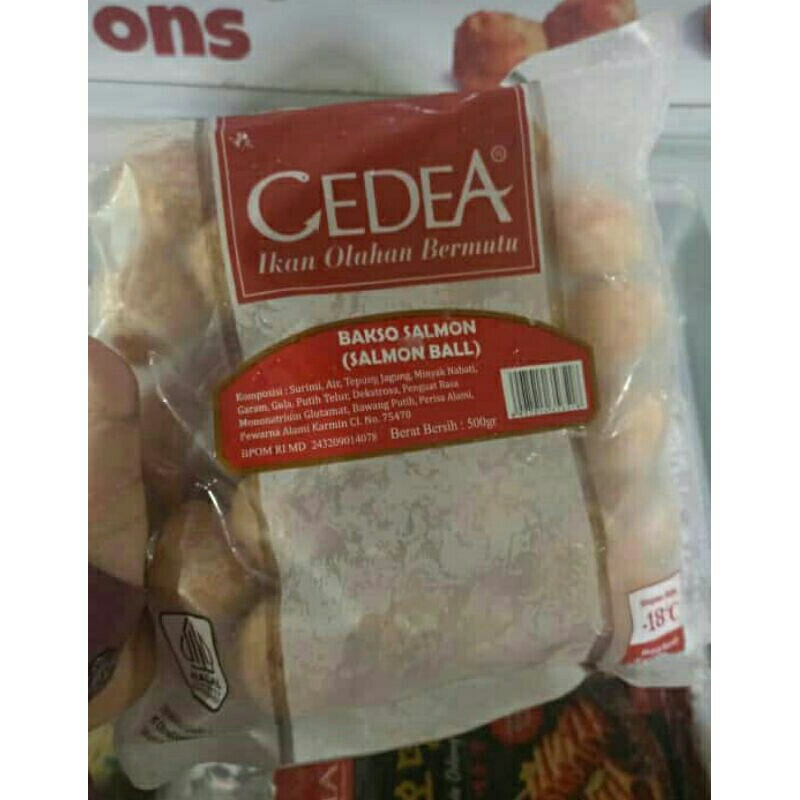 ons
CEDEA®
Ikan Olahan Bermutu
BAKSO SALMON
(SALMON BALL)
Komposisi : Surimi, Air, Tepung Jagung, Minyak Nabati,
Garam, Gula, Putih Telur, Dekstrosa, Penguat Rasa
Mononatrium Glutamat, Bawang Putih, Perisa Alami,
Pewarna Alami Karmin CI. No. 75470
BPOM RI MD 243209014078 Berat Bersih : 500gr
-18°C
HALAL